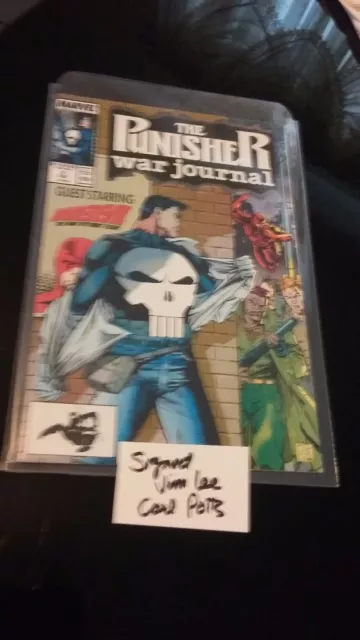 MARVEL
THE
PUNISHER
war journal
GUEST STARRING:
Signed
Jim Lee
Carl Potts